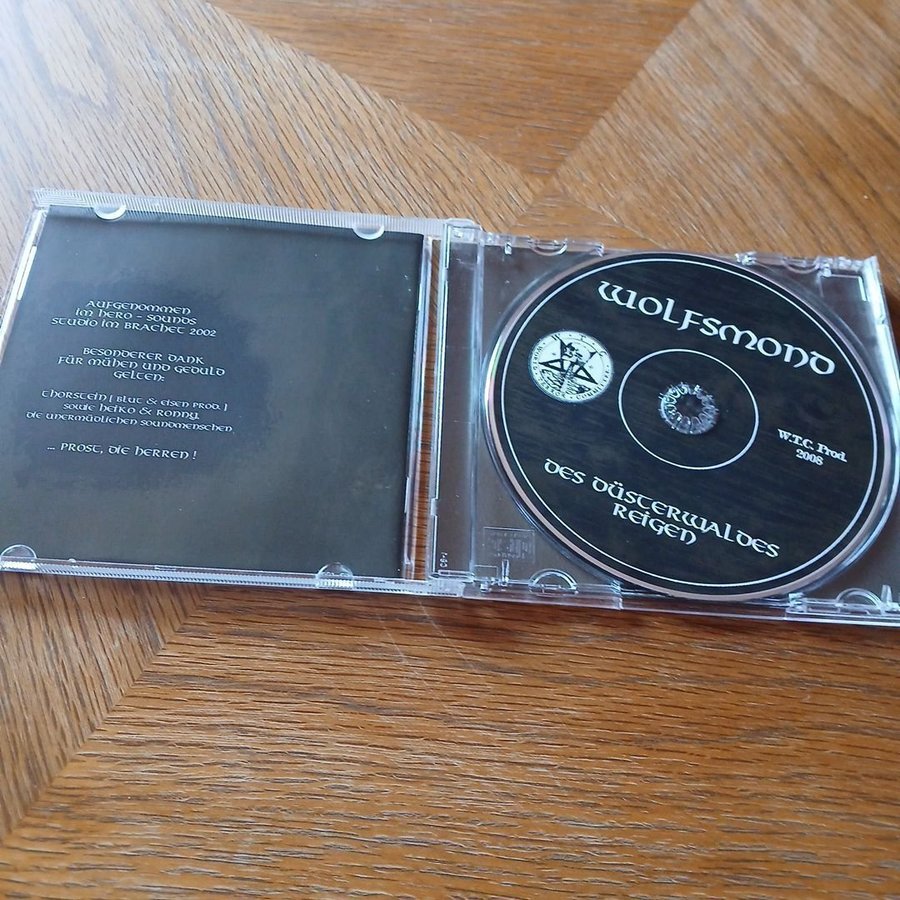 AUFGENOMMEN
IM HERO - SOUNDS
STUDIO IM BRACHET 2002
BESONDERER DANK
FÜR MÜHEN UND GEDULD
GELTEN:
THORSTEIN [ BLUT & EISEN PROD. ]
SOWIE HEIKO & RONNY,
DIE UNERMÜDLICHEN SOUNDMENSCHEN
... PROST, DIE HERREN !
WOLFSMOND
W.T.C. Prod.
2008
DES DÜSTERWALDES
REIGEN